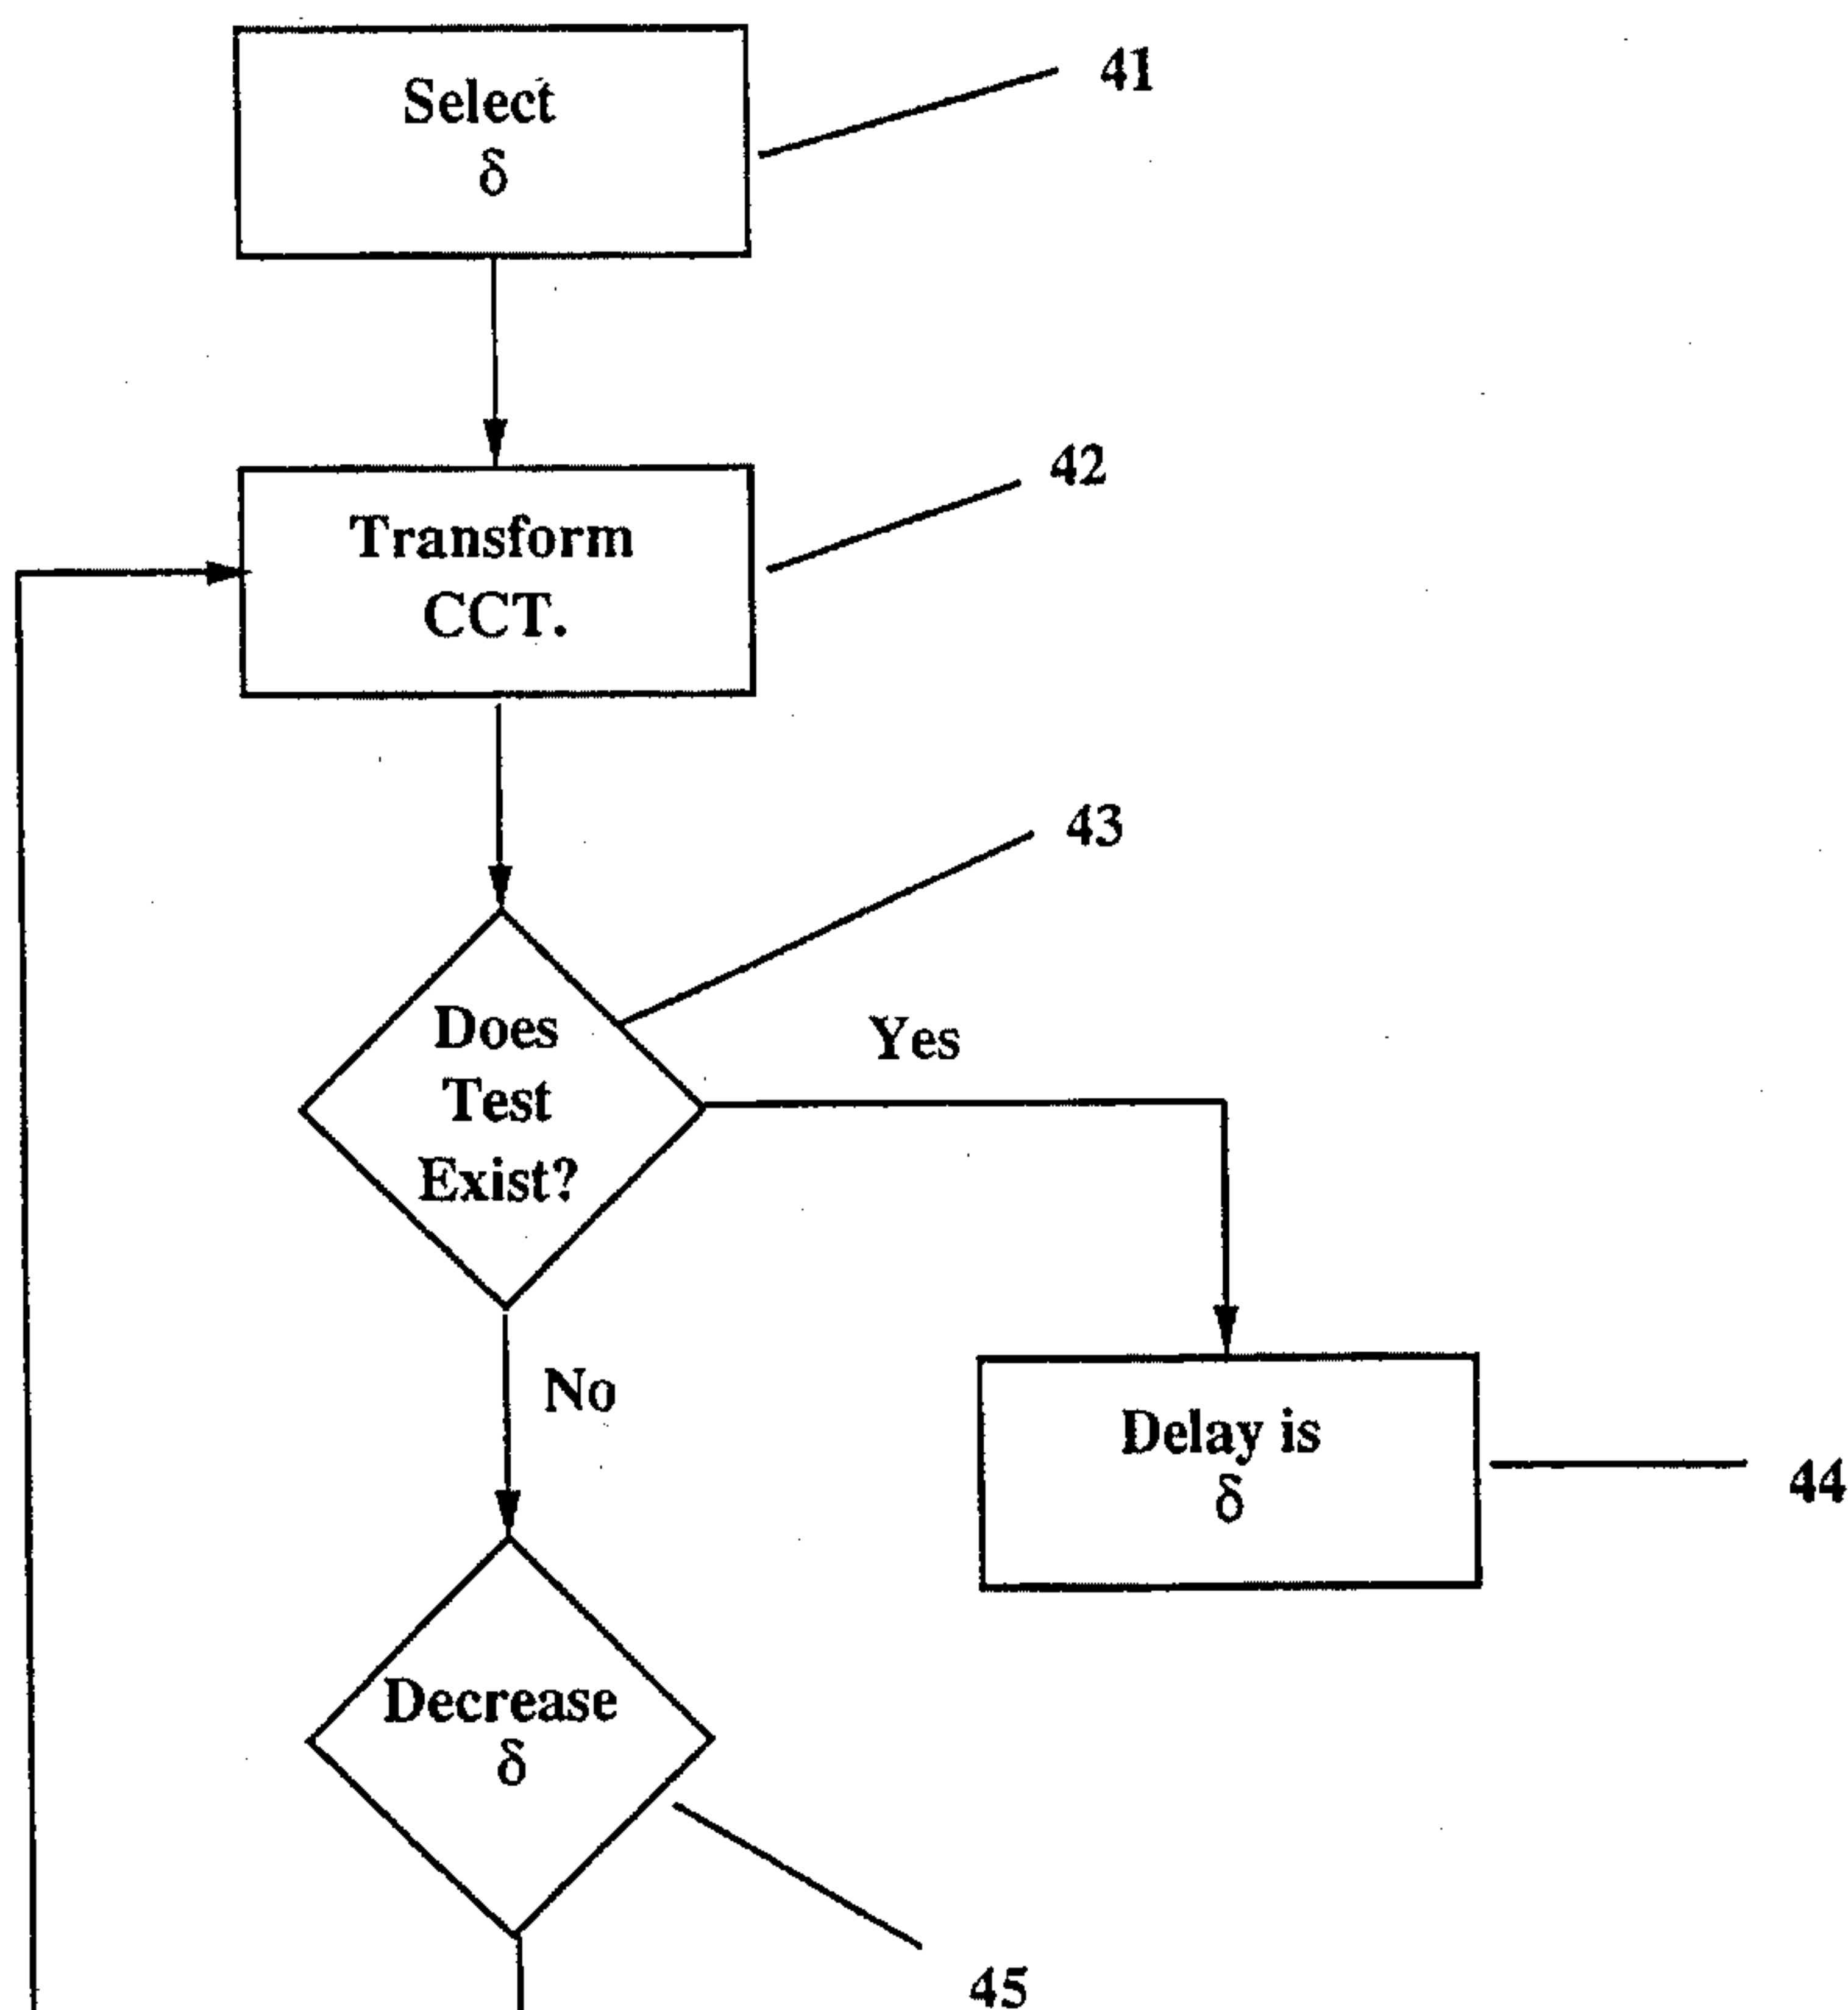 Select
δ
41
Transform
CCT.
42
Does
Test
Exist?
43
Yes
No
Delay is
δ
44
Decrease
δ
45